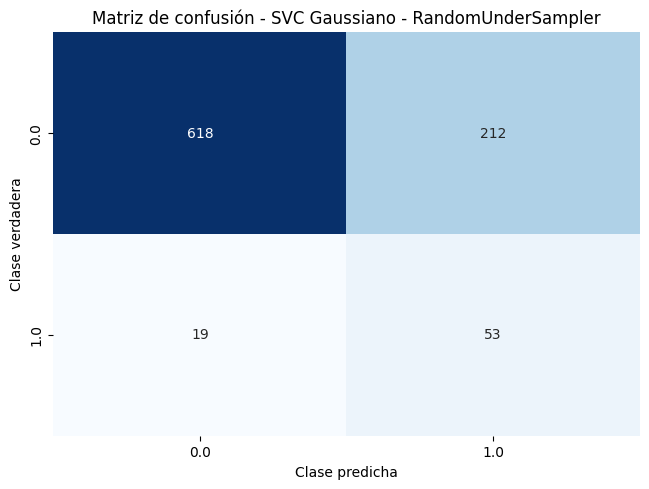 Matriz de confusión - SVC Gaussiano - RandomUnderSampler
0.0
618
212
Clase verdadera
1.0
19
53
0.0
1.0
Clase predicha